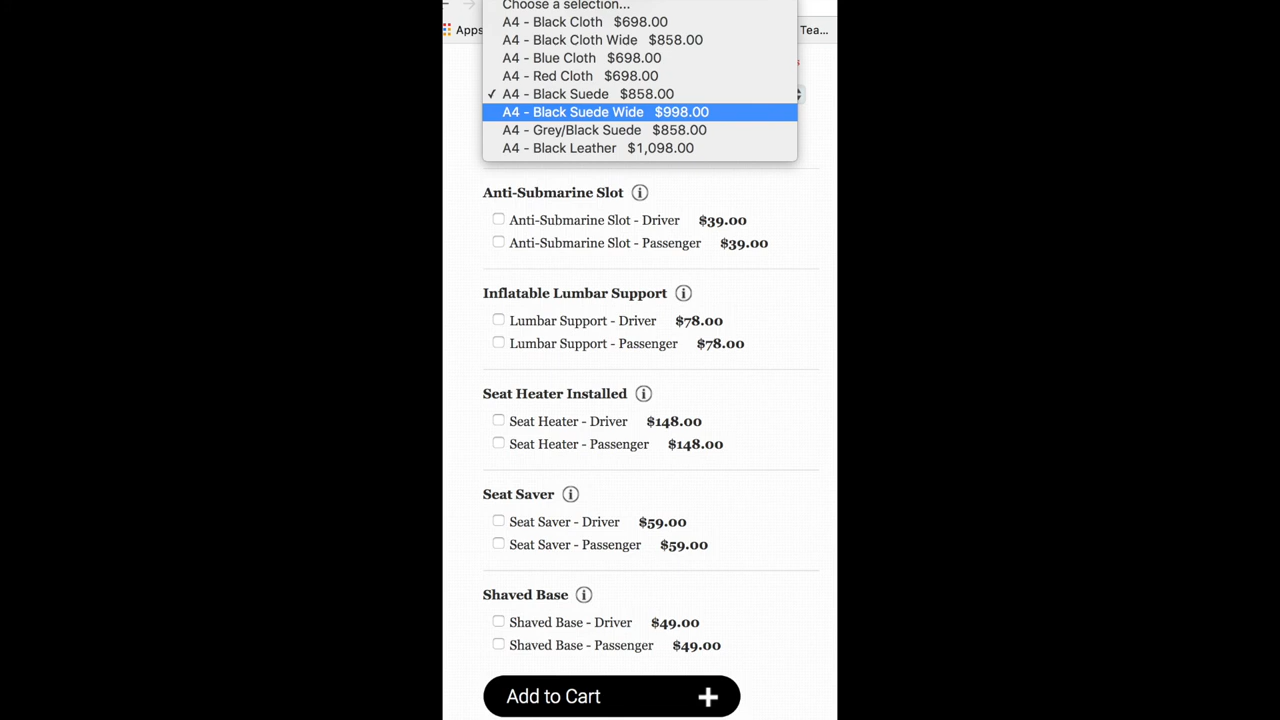 Choose a selection...
A4 - Black Cloth $698.00
Apps
A4 - Black Cloth Wide $858.00
Tea...
A4 - Blue Cloth $698.00
A4 - Red Cloth $698.00
✓ A4 - Black Suede $858.00
A4 - Black Suede Wide $998.00
A4 - Grey/Black Suede $858.00
A4 - Black Leather $1,098.00
Anti-Submarine Slot i
Anti-Submarine Slot - Driver $39.00
Anti-Submarine Slot - Passenger $39.00
Inflatable Lumbar Support i
Lumbar Support - Driver $78.00
Lumbar Support - Passenger $78.00
Seat Heater Installed i
Seat Heater - Driver $148.00
Seat Heater - Passenger $148.00
Seat Saver i
Seat Saver - Driver $59.00
Seat Saver - Passenger $59.00
Shaved Base i
Shaved Base - Driver $49.00
Shaved Base - Passenger $49.00
Add to Cart +